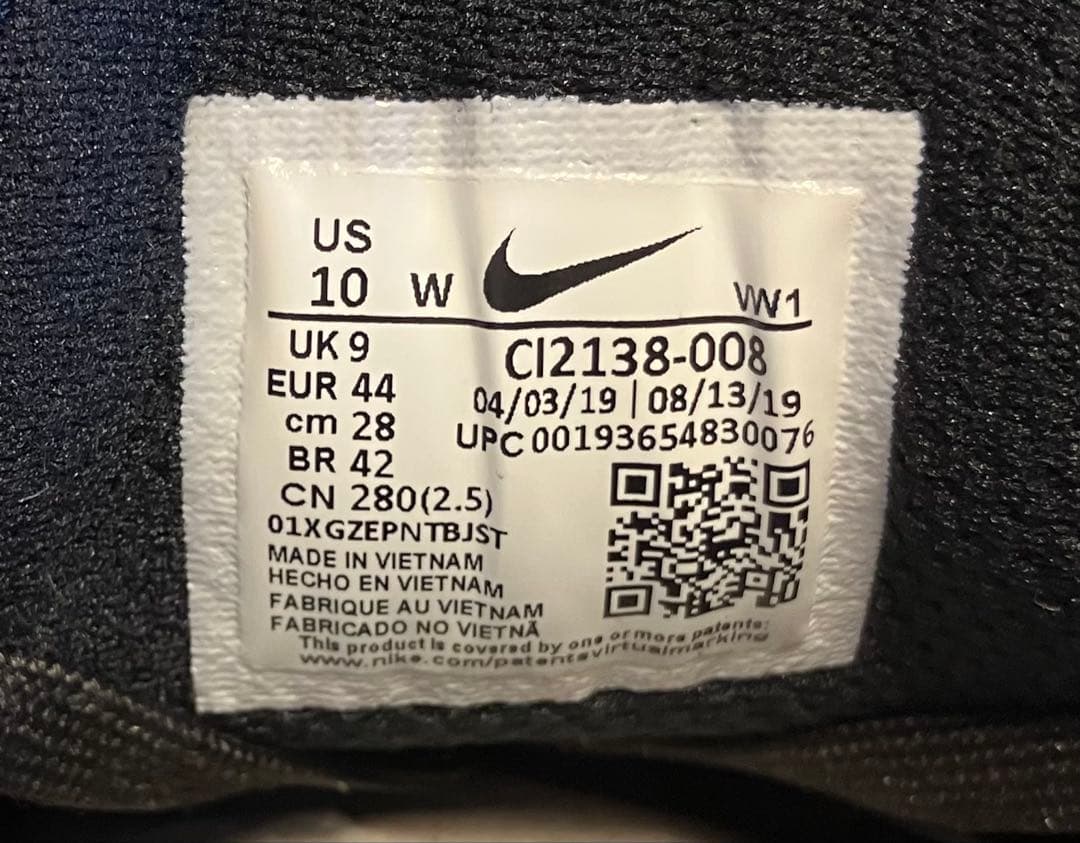 US
10 W VW1
UK 9
EUR 44
cm 28
BR 42
CN 280(2.5)
CI2138-008
04/03/19 | 08/13/19
UPC 00193654830076
01XGZEPNTBJST
MADE IN VIETNAM
HECHO EN VIETNAM
FABRIQUE AU VIETNAM
FABRICADO NO VIETNÃ
This product is covered by one or more patents:
www.nike.com/patentsvirtualmarking